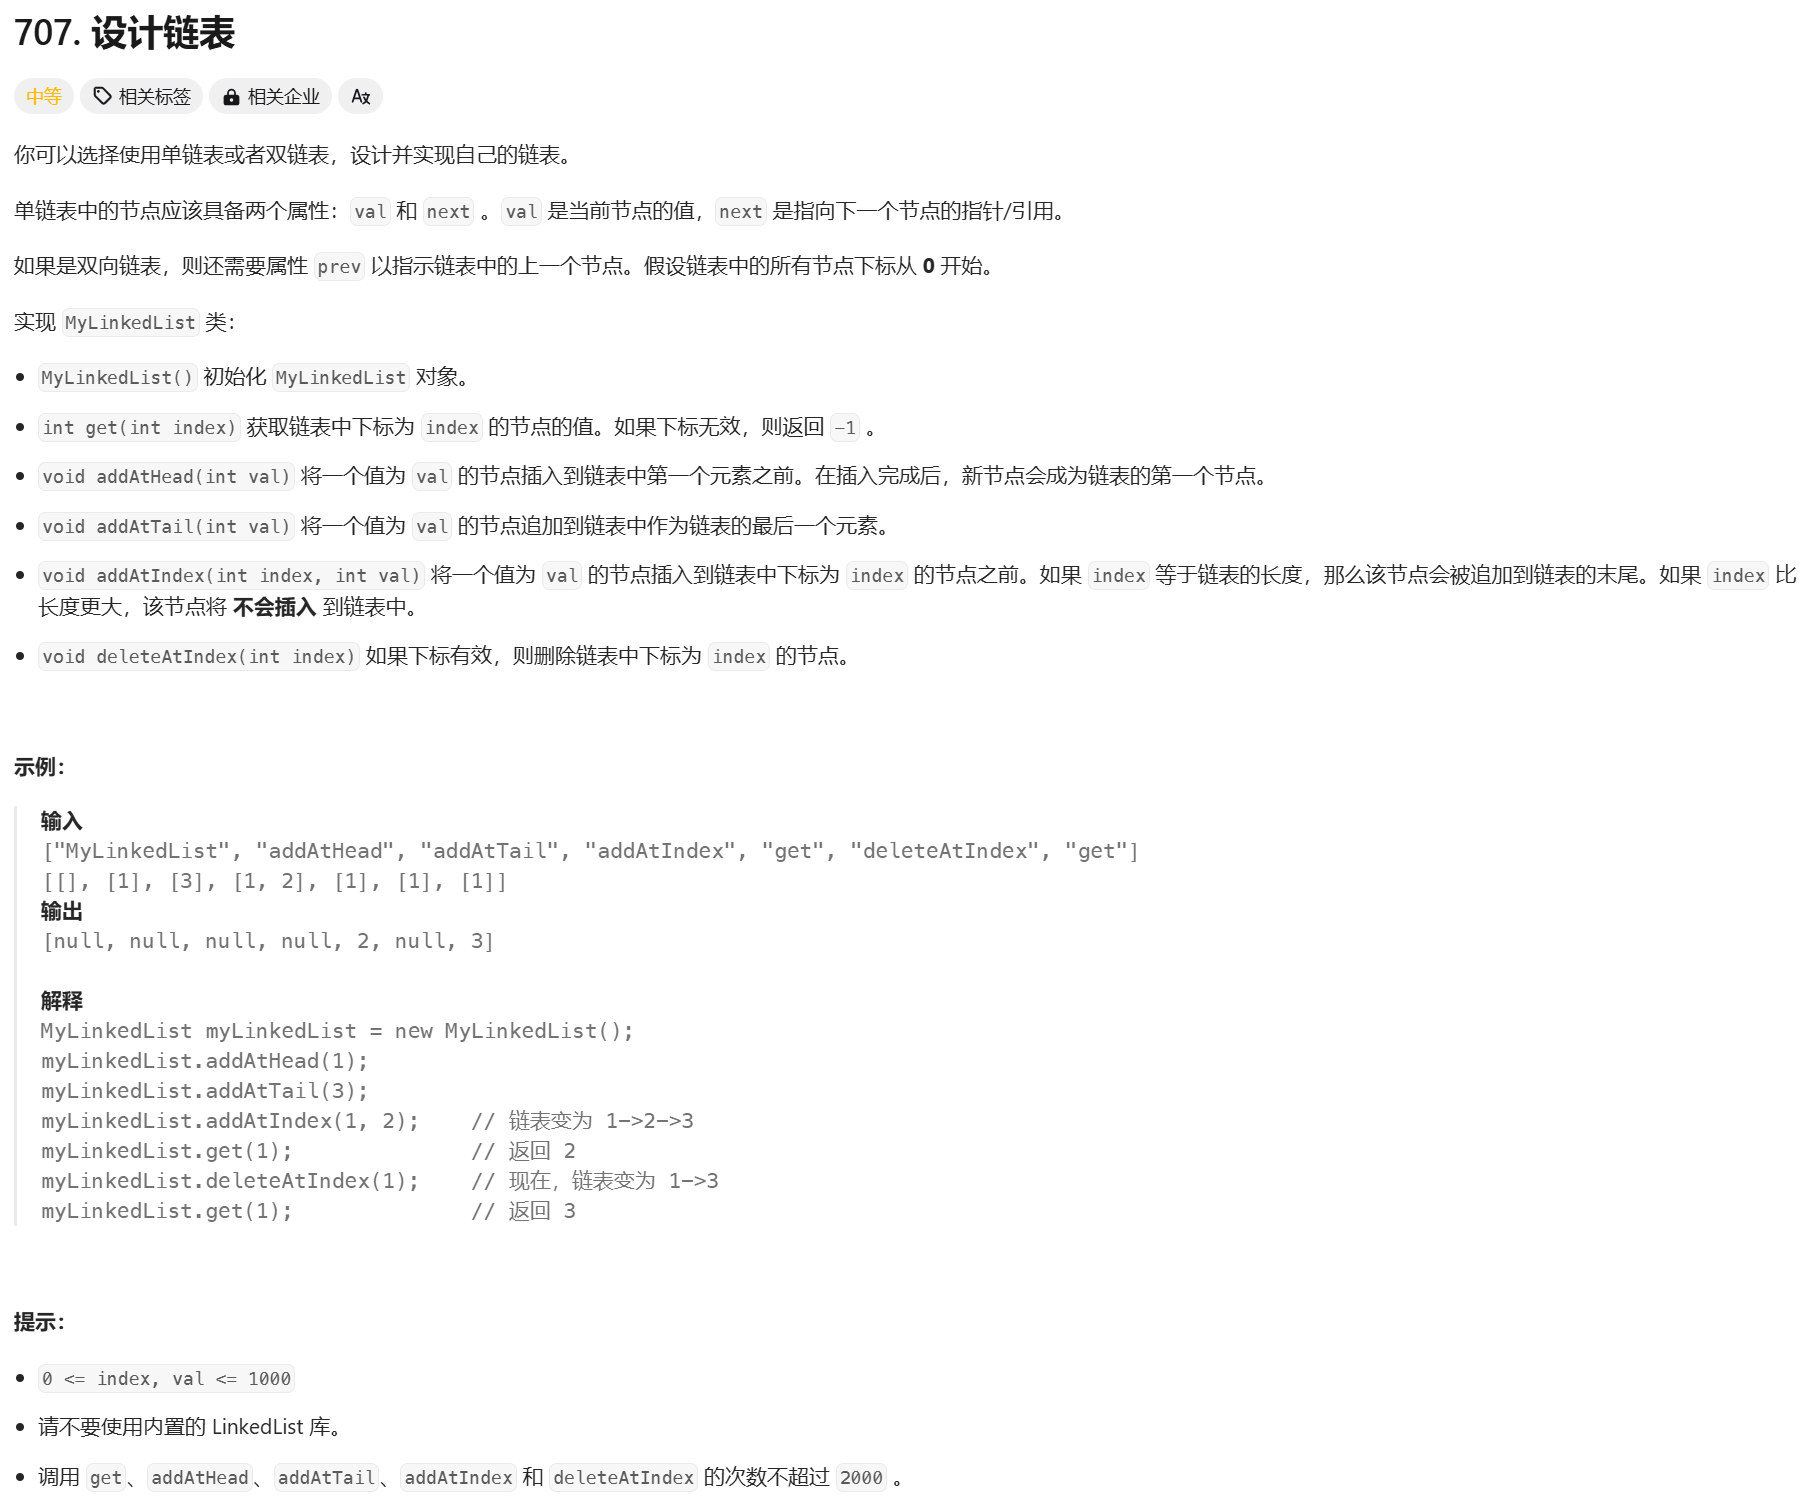 707. 设计链表
中等 相关标签 相关企业
你可以选择使用单链表或者双链表，设计并实现自己的链表。
单链表中的节点应该具备两个属性：val 和 next 。val 是当前节点的值，next 是指向下一个节点的指针/引用。
如果是双向链表，则还需要属性 prev 以指示链表中的上一个节点。假设链表中的所有节点下标从 0 开始。
实现 MyLinkedList 类：
MyLinkedList() 初始化 MyLinkedList 对象。
int get(int index) 获取链表中下标为 index 的节点的值。如果下标无效，则返回 -1 。
void addAtHead(int val) 将一个值为 val 的节点插入到链表中第一个元素之前。在插入完成后，新节点会成为链表的第一个节点。
void addAtTail(int val) 将一个值为 val 的节点追加到链表中作为链表的最后一个元素。
void addAtIndex(int index, int val) 将一个值为 val 的节点插入到链表中下标为 index 的节点之前。如果 index 等于链表的长度，那么该节点会被追加到链表的末尾。如果 index 比
长度更大，该节点将 不会插入 到链表中。
void deleteAtIndex(int index) 如果下标有效，则删除链表中下标为 index 的节点。
示例：
输入
["MyLinkedList", "addAtHead", "addAtTail", "addAtIndex", "get", "deleteAtIndex", "get"]
[[], [1], [3], [1, 2], [1], [1], [1]]
输出
[null, null, null, null, 2, null, 3]
解释
MyLinkedList myLinkedList = new MyLinkedList();
myLinkedList.addAtHead(1);
myLinkedList.addAtTail(3);
myLinkedList.addAtIndex(1, 2);    // 链表变为 1->2->3
myLinkedList.get(1);              // 返回 2
myLinkedList.deleteAtIndex(1);    // 现在，链表变为 1->3
myLinkedList.get(1);              // 返回 3
提示：
0 <= index, val <= 1000
请不要使用内置的 LinkedList 库。
调用 get、addAtHead、addAtTail、addAtIndex 和 deleteAtIndex 的次数不超过 2000 。